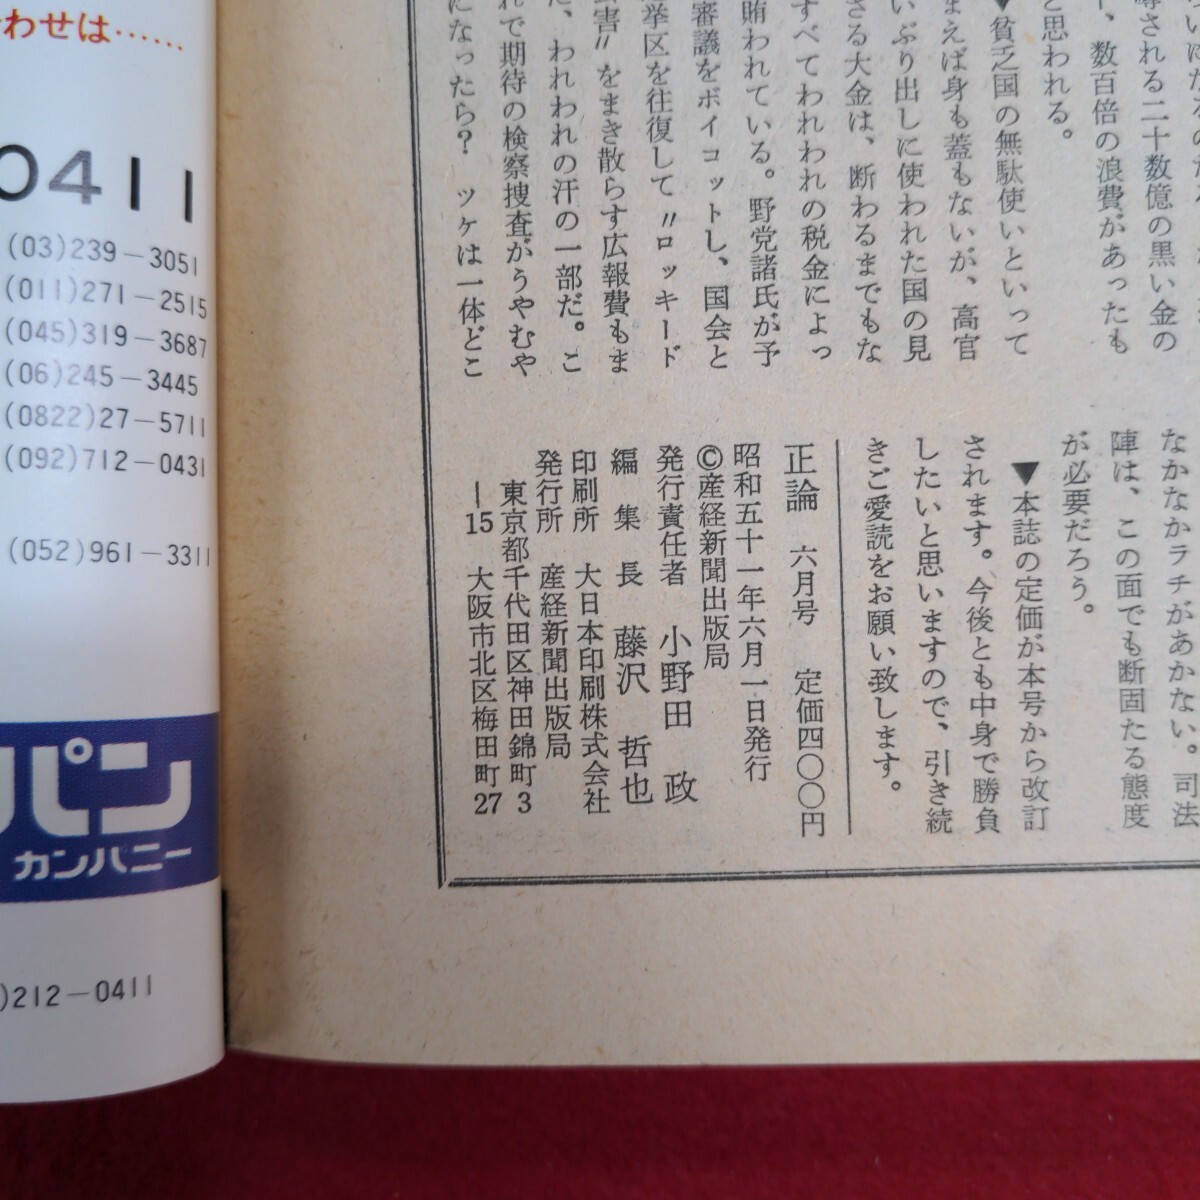 わせは……
0411
(03)239-3051
(011)271-2515
(045)319-3687
(06)245-3445
(0822)27-5711
(092)712-0431
(052)961-3311
パン
カンパニー
)212-0411
される二十数億の黒い金の
、数百倍の浪費があったも
と思われる。
▼貧乏国の無駄使いといって
まえば身も蓋もないが、高官
いぶり出しに使われた国の見
さる大金は、断わるまでもな
すべてわれわれの税金によっ
賄われている。野党諸氏が予
審議をボイコットし、国会と
挙区を往復して〃ロッキード
書〃をまき散らす広報費もま
、われわれの汗の一部だ。こ
れで期待の検察捜査がうやむや
になったら? ツケは一体どこ
なかなかラチがあかない。司法
陣は、この面でも断固たる態度
が必要だろう。
▼本誌の定価が本号から改訂
されます。今後とも中身で勝負
したいと思いますので、引き続
きご愛読をお願い致します。
正論 六月号 定価四〇〇円
昭和五十一年六月一日発行
©産経新聞出版局
発行責任者 小野田 政
編集長 藤沢 哲也
印刷所 大日本印刷株式会社
発行所 産経新聞出版局
東京都千代田区神田錦町3
-15 大阪市北区梅田町27